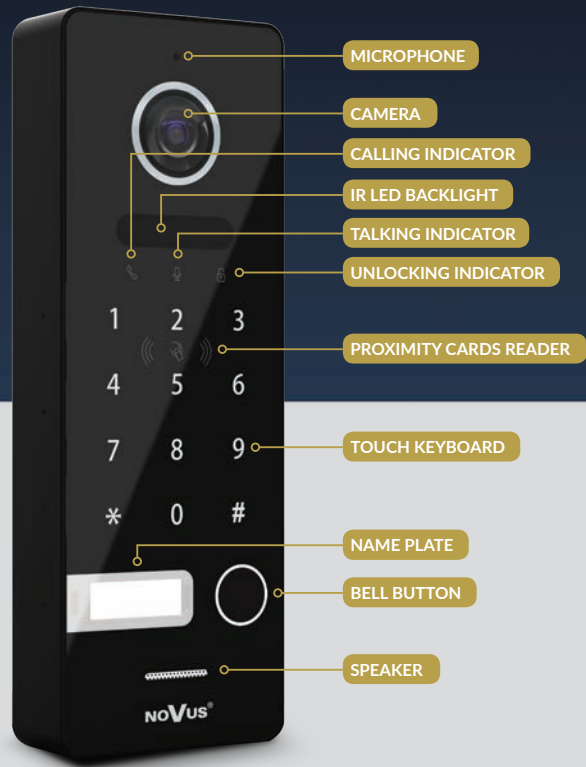 MICROPHONE
CAMERA
CALLING INDICATOR
IR LED BACKLIGHT
TALKING INDICATOR
UNLOCKING INDICATOR
1 2 3
PROXIMITY CARDS READER
4 5 6
7 8 9
TOUCH KEYBOARD
* 0 #
NAME PLATE
BELL BUTTON
SPEAKER
NOVUS®